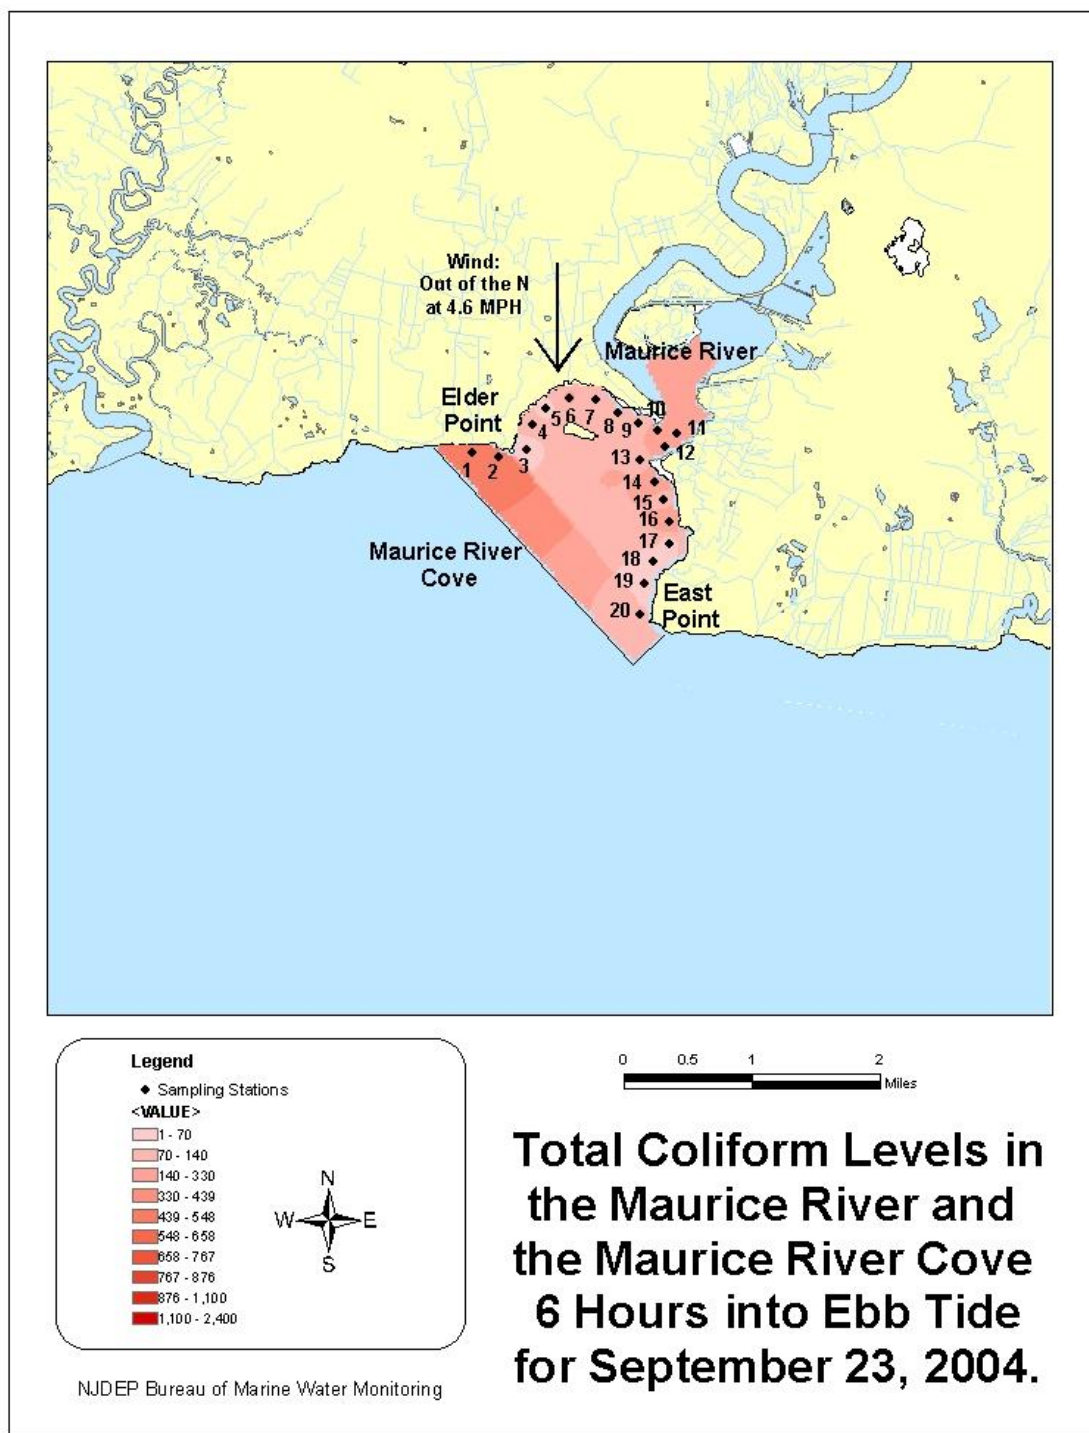 Wind:
Out of the N
at 4.6 MPH
Maurice River
Elder
Point
1
2
3
4
5
6
7
8
9
10
11
12
13
14
15
16
17
18
19
20
Maurice River
Cove
East
Point
Legend
Sampling Stations
<VALUE>
1 - 70
70 - 140
140 - 330
330 - 439
439 - 548
548 - 658
658 - 767
767 - 876
876 - 1,100
1,100 - 2,400
N
W E
S
0 0.5 1 2
Miles
Total Coliform Levels in
the Maurice River and
the Maurice River Cove
6 Hours into Ebb Tide
for September 23, 2004.
NJDEP Bureau of Marine Water Monitoring